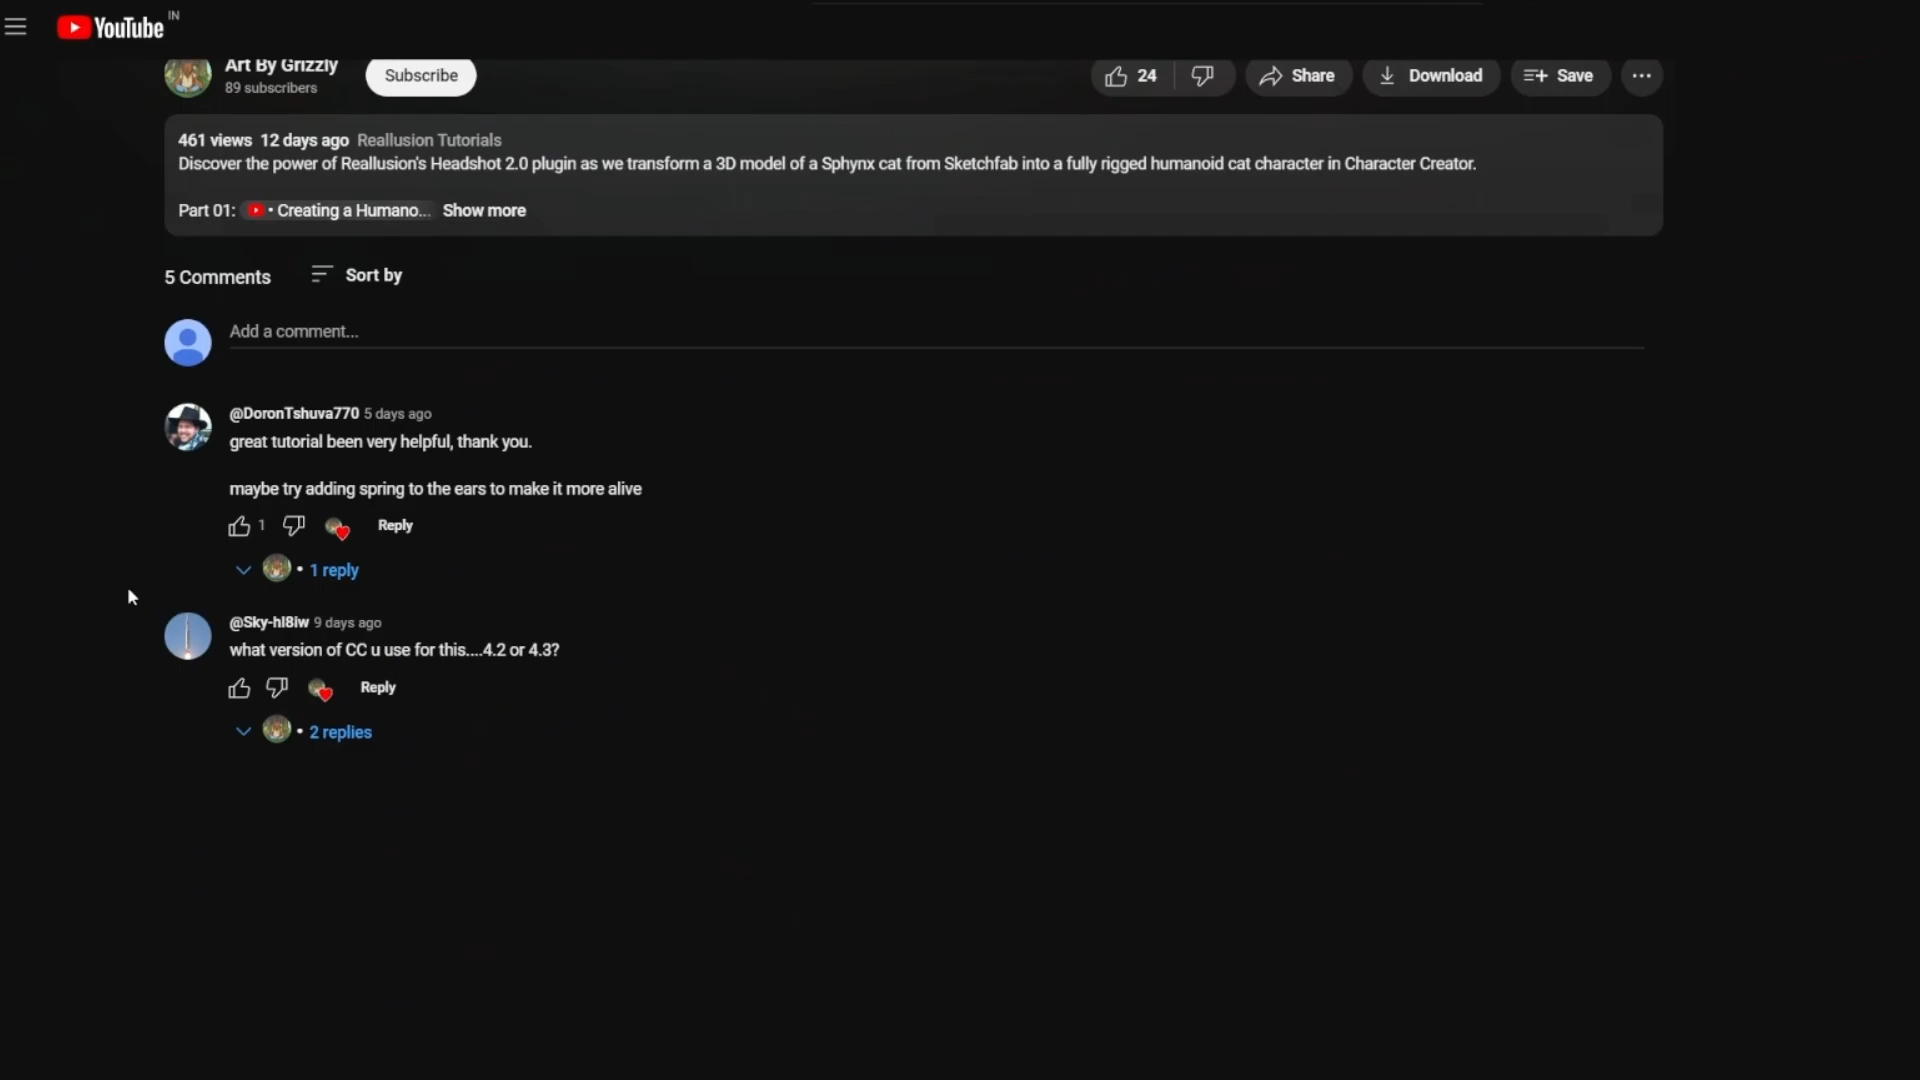 YouTube IN
Art By Grizzly
89 subscribers
Subscribe
24
Share
Download
Save
461 views 12 days ago Reallusion Tutorials
Discover the power of Reallusion's Headshot 2.0 plugin as we transform a 3D model of a Sphynx cat from Sketchfab into a fully rigged humanoid cat character in Character Creator.
Part 01: • Creating a Humano... Show more
5 Comments Sort by
Add a comment...
@DoronTshuva770 5 days ago
great tutorial been very helpful, thank you.
maybe try adding spring to the ears to make it more alive
1 Reply
• 1 reply
@Sky-hl8iw 9 days ago
what version of CC u use for this....4.2 or 4.3?
Reply
• 2 replies